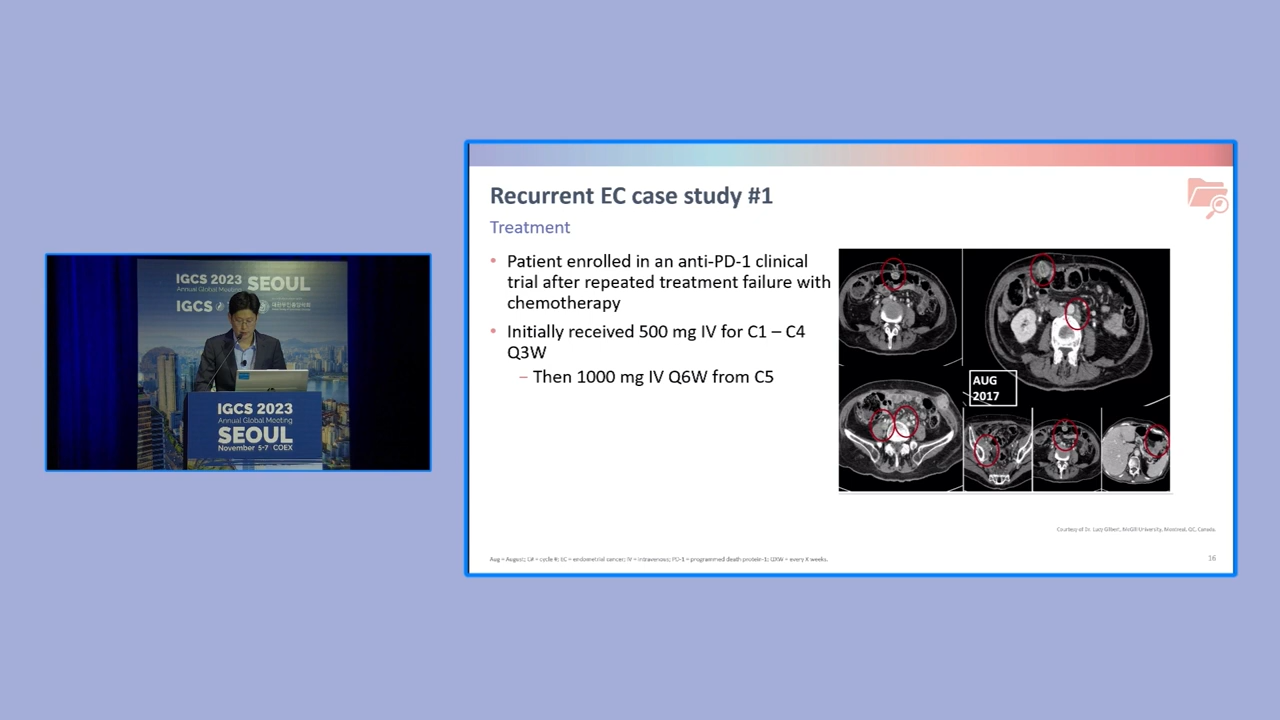 IGCS 2023
Annual Global Meeting
SEOUL
IGCS
IGCS 2023
Annual Global Meeting
SEOUL
November 5-7 COEX
Recurrent EC case study #1
Treatment
• Patient enrolled in an anti-PD-1 clinical
trial after repeated treatment failure with
chemotherapy
• Initially received 500 mg IV for C1 – C4
Q3W
– Then 1000 mg IV Q6W from C5
AUG
2017
Courtesy of Dr. Lucy Gilbert, McGill University, Montreal, QC, Canada.
Aug = August; C# = cycle #; EC = endometrial cancer; IV = intravenous; PD-1 = programmed death protein-1; QXW = every X weeks.
16